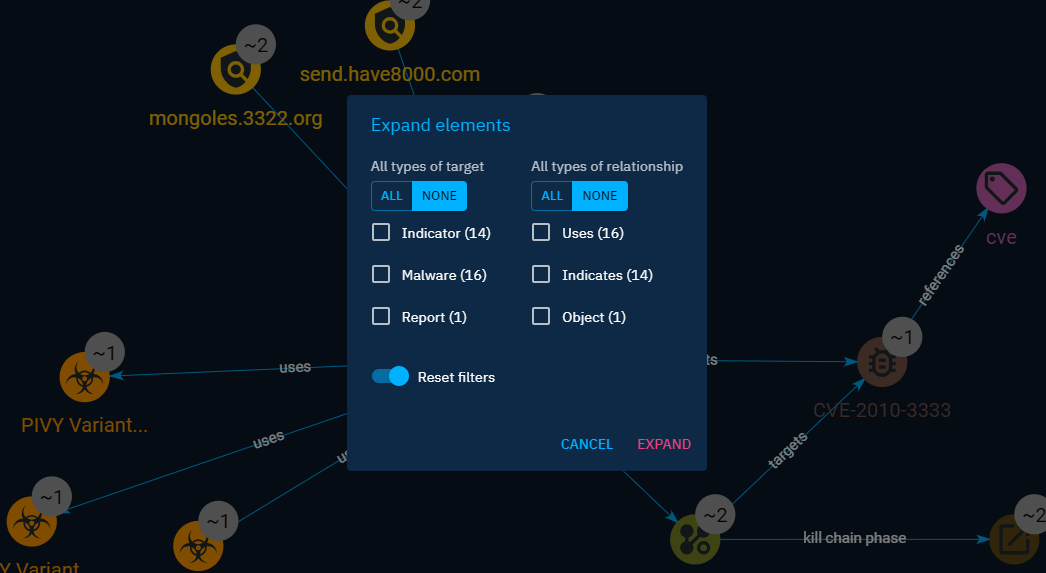 ~2
~2
send.have8000.com
mongoles.3322.org
Expand elements
All types of target
All types of relationship
ALL
NONE
ALL
NONE
Indicator (14)
Uses (16)
Malware (16)
Indicates (14)
Report (1)
Object (1)
Reset filters
CANCEL
EXPAND
cve
references
~1
CVE-2010-3333
targets
~1
uses
PIVY Variant...
uses
~1
~1
~2
kill chain phase
~2